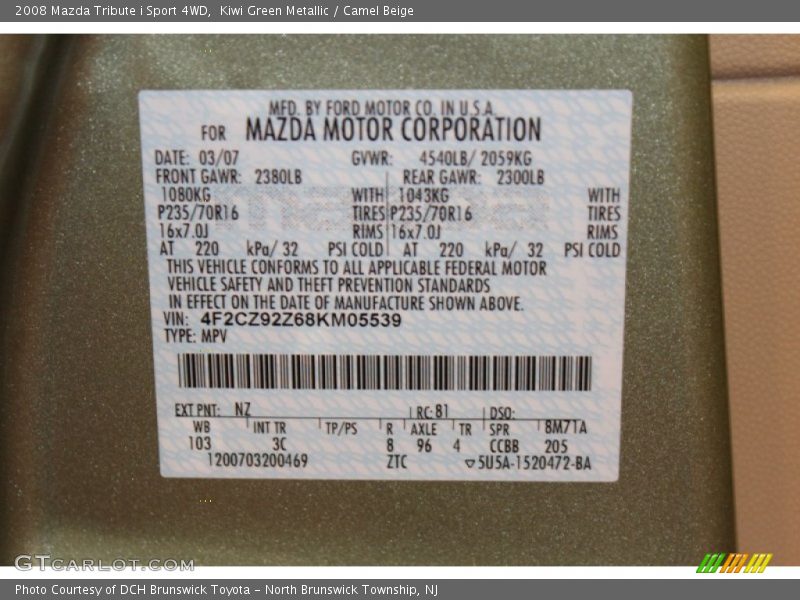 2008 Mazda Tribute i Sport 4WD,  Kiwi Green Metallic / Camel Beige
MFD. BY FORD MOTOR CO. IN U.S.A.
FOR MAZDA MOTOR CORPORATION
DATE: 03/07 GVWR: 4540LB/ 2059KG
FRONT GAWR: 2380LB REAR GAWR: 2300LB
1080KG WITH 1043KG WITH
P235/70R16 TIRES P235/70R16 TIRES
16x7.0J RIMS 16x7.0J RIMS
AT 220 kPa/ 32 PSI COLD AT 220 kPa/ 32 PSI COLD
THIS VEHICLE CONFORMS TO ALL APPLICABLE FEDERAL MOTOR
VEHICLE SAFETY AND THEFT PREVENTION STANDARDS
IN EFFECT ON THE DATE OF MANUFACTURE SHOWN ABOVE.
VIN: 4F2CZ92Z68KM05539
TYPE: MPV
EXT PNT: NZ RC: 81 DSO:
WB INT TR TP/PS R AXLE TR SPR 8M71A
103 3C 8 96 4 CCBB 205
1200703200469 ZTC ▽5U5A-1520472-BA
GTCARLOT.COM
Photo Courtesy of DCH Brunswick Toyota – North Brunswick Township, NJ